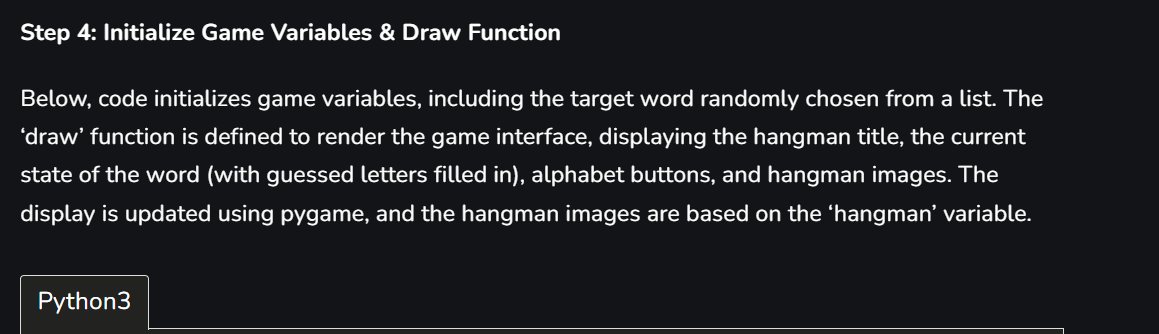 Step 4: Initialize Game Variables & Draw Function
Below, code initializes game variables, including the target word randomly chosen from a list. The
‘draw’ function is defined to render the game interface, displaying the hangman title, the current
state of the word (with guessed letters filled in), alphabet buttons, and hangman images. The
display is updated using pygame, and the hangman images are based on the ‘hangman’ variable.
Python3